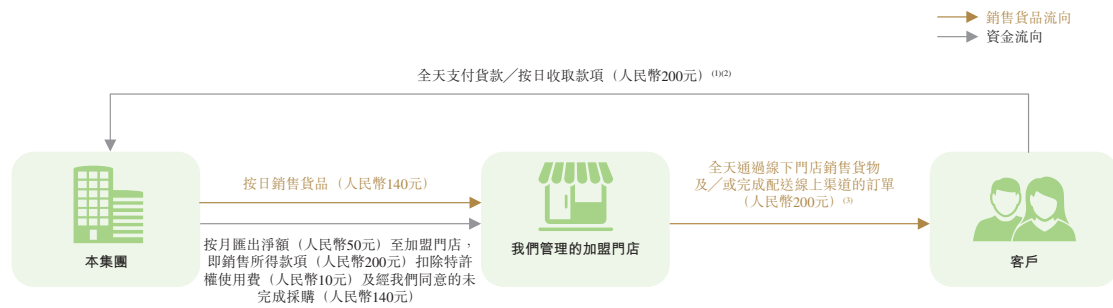 銷售貨品流向
資金流向
全天支付貨款／按日收取款項（人民幣200元）(1)(2)
按日銷售貨品（人民幣140元）
全天通過線下門店銷售貨物
及／或完成配送線上渠道的訂單
（人民幣200元）(3)
按月匯出淨額（人民幣50元）至加盟門店，
即銷售所得款項（人民幣200元）扣除特許
權使用費（人民幣10元）及經我們同意的未
完成採購（人民幣140元）
本集團
我們管理的加盟門店
客戶